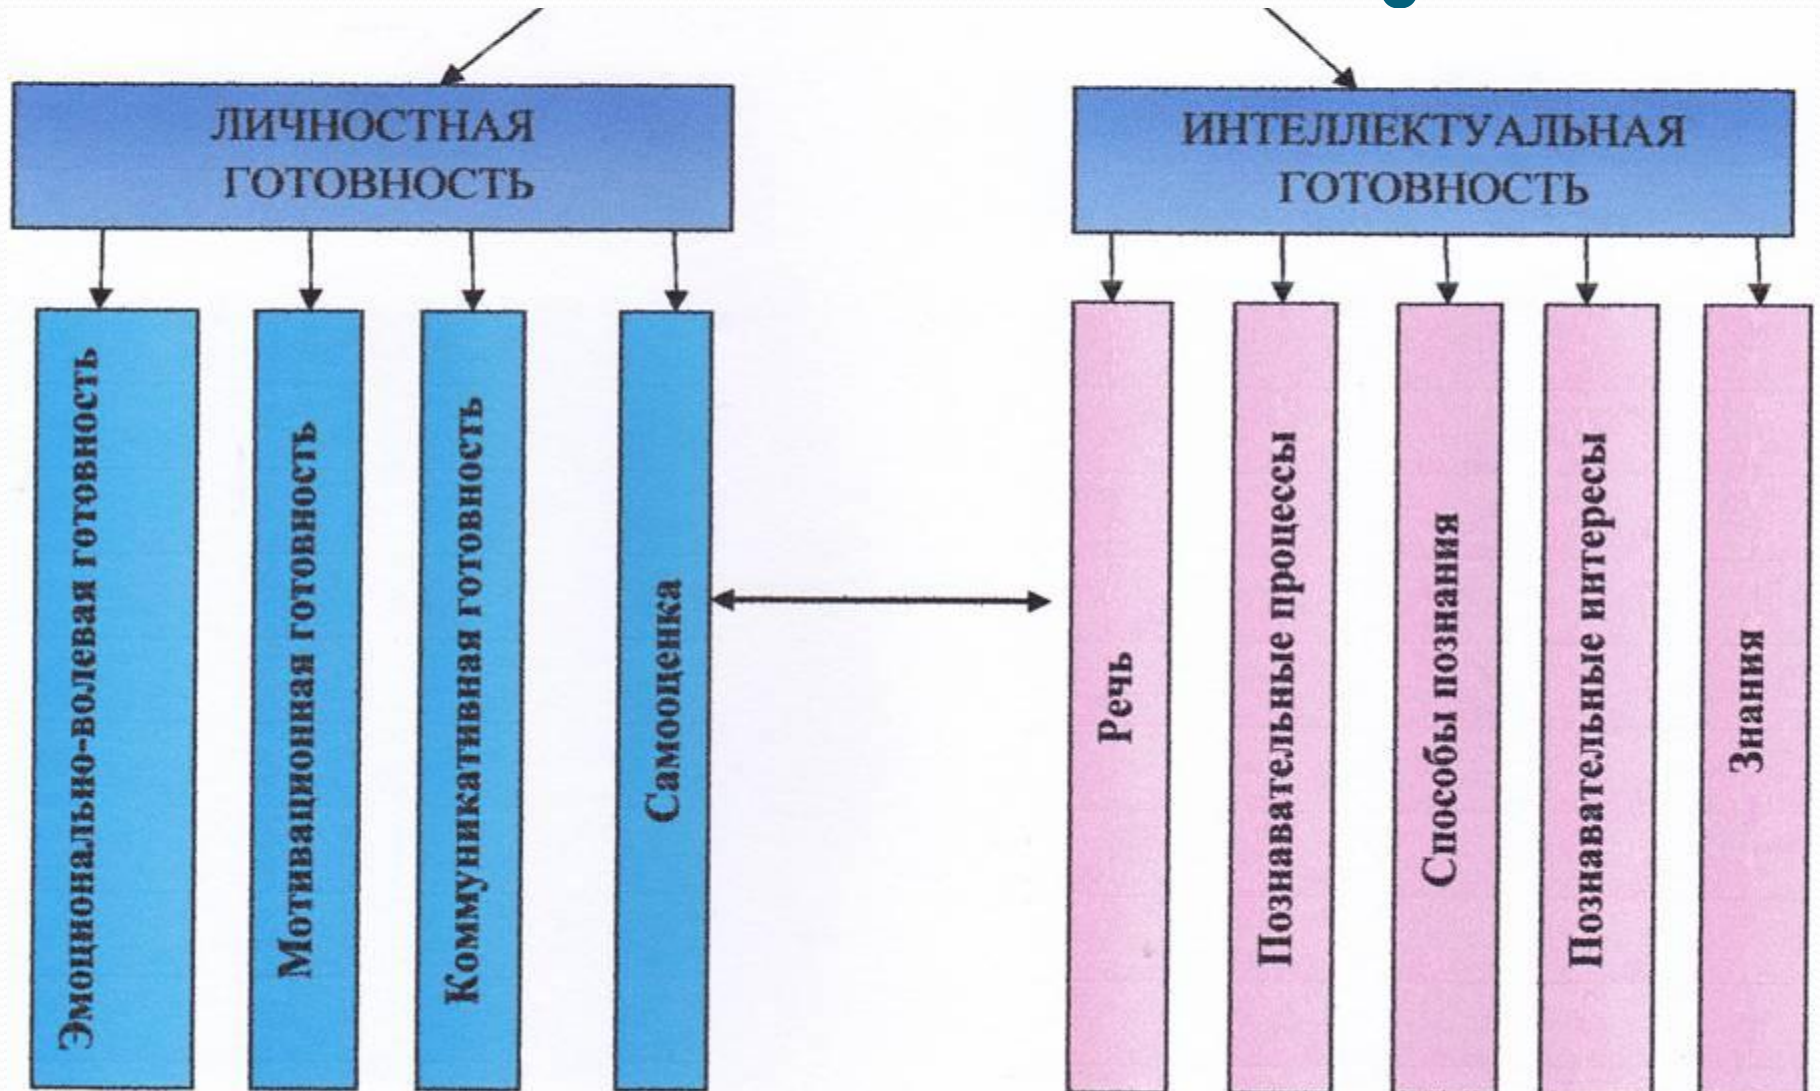 ЛИЧНОСТНАЯ
ГОТОВНОСТЬ
ИНТЕЛЛЕКТУАЛЬНАЯ
ГОТОВНОСТЬ
Эмоционально-волевая готовность
Мотивационная готовность
Коммуникативная готовность
Самооценка
Речь
Познавательные процессы
Способы познания
Познавательные интересы
Знания